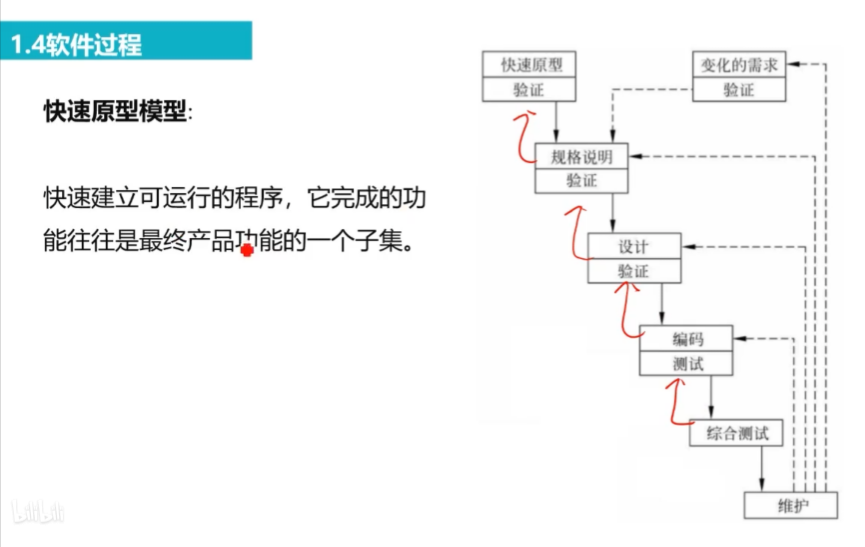 1.4软件过程
快速原型模型:
快速建立可运行的程序，它完成的功
能往往是最终产品功能的一个子集。
快速原型
验证
变化的需求
验证
规格说明
验证
设计
验证
编码
测试
综合测试
维护
bilibili